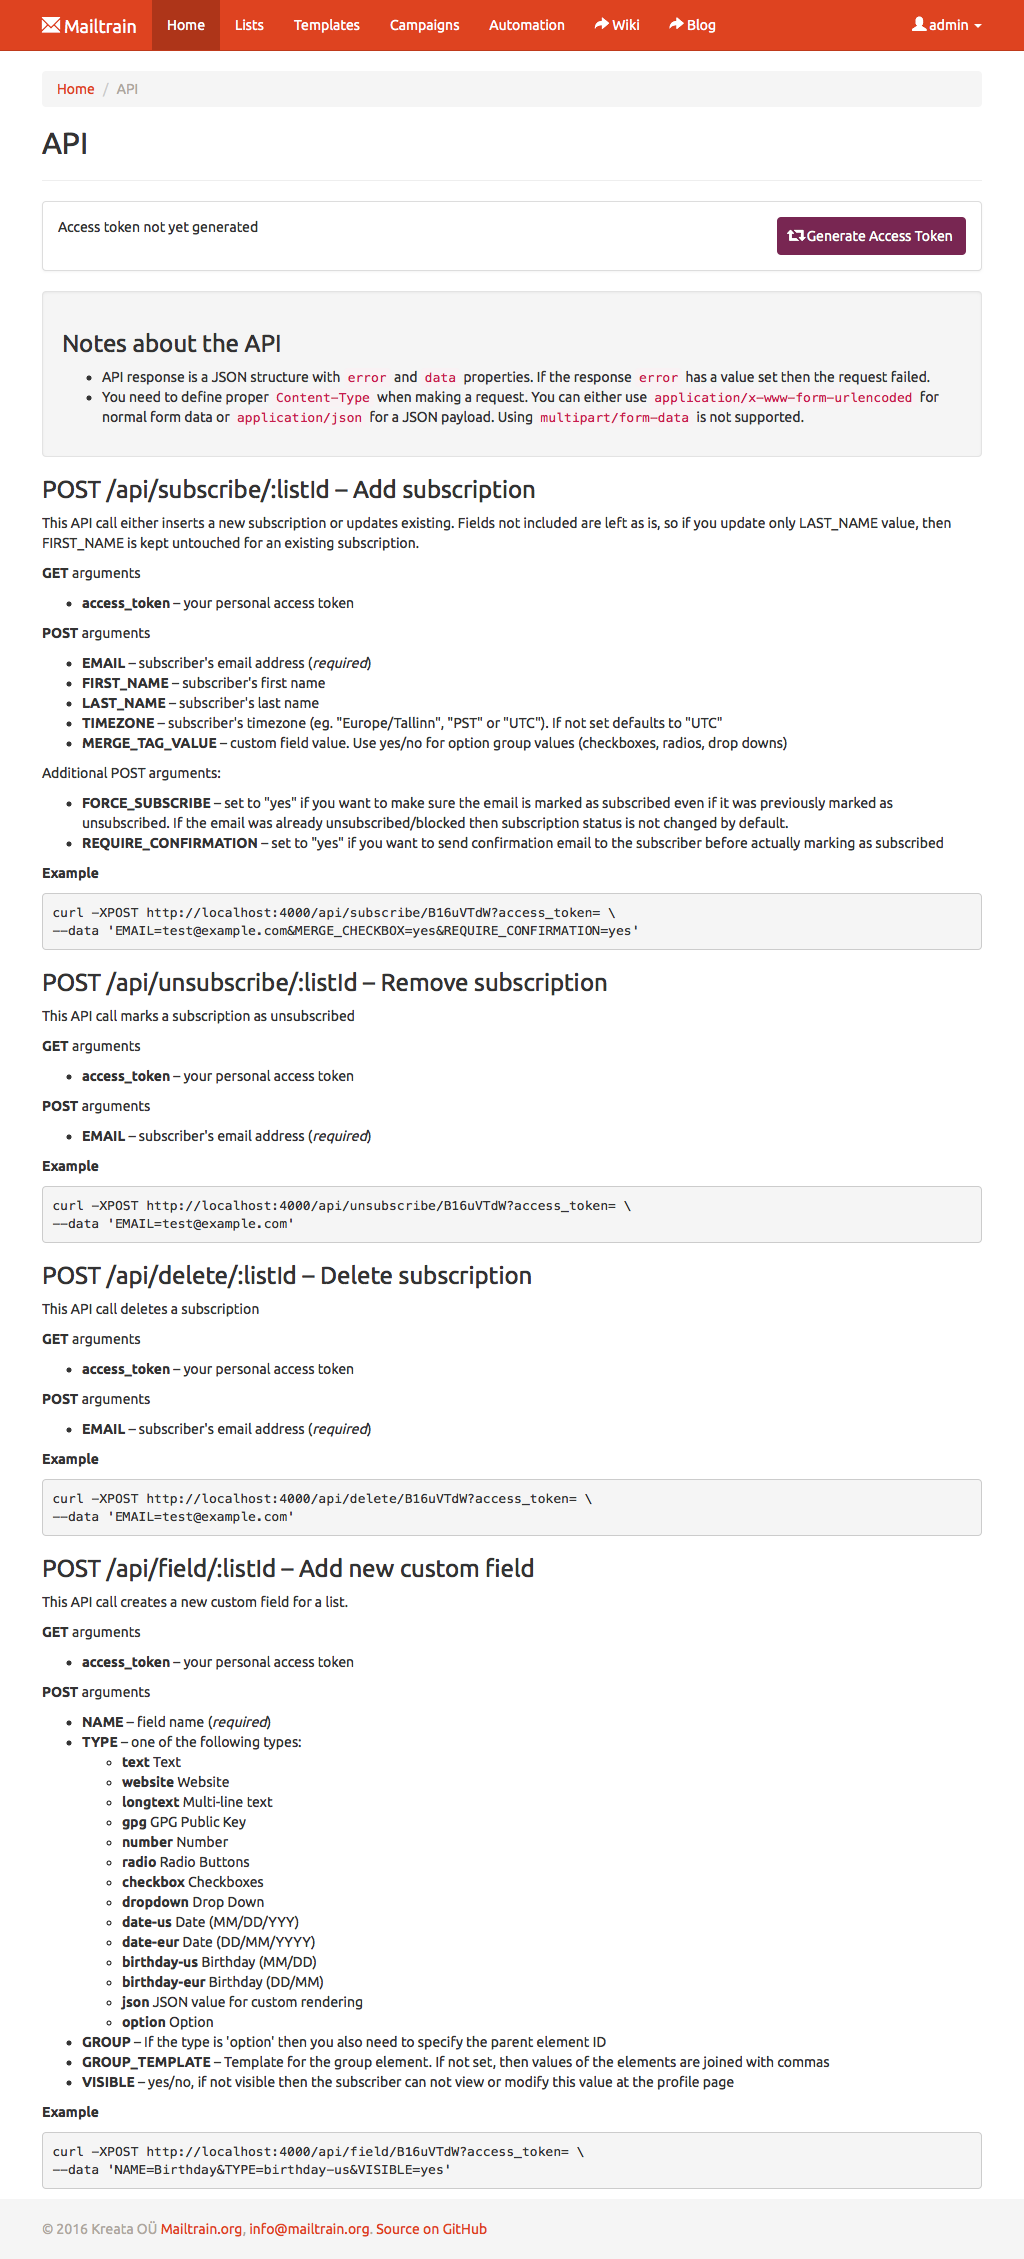 Mailtrain Home Lists Templates Campaigns Automation Wiki Blog admin
Home / API
API
Access token not yet generated
Generate Access Token
Notes about the API
• API response is a JSON structure with error and data properties. If the response error has a value set then the request failed.
• You need to define proper Content-Type when making a request. You can either use application/x-www-form-urlencoded for
normal form data or application/json for a JSON payload. Using multipart/form-data is not supported.
POST /api/subscribe/:listId – Add subscription
This API call either inserts a new subscription or updates existing. Fields not included are left as is, so if you update only LAST_NAME value, then
FIRST_NAME is kept untouched for an existing subscription.
GET arguments
• access_token – your personal access token
POST arguments
• EMAIL – subscriber's email address (required)
• FIRST_NAME – subscriber's first name
• LAST_NAME – subscriber's last name
• TIMEZONE – subscriber's timezone (eg. "Europe/Tallinn", "PST" or "UTC"). If not set defaults to "UTC"
• MERGE_TAG_VALUE – custom field value. Use yes/no for option group values (checkboxes, radios, drop downs)
Additional POST arguments:
• FORCE_SUBSCRIBE – set to "yes" if you want to make sure the email is marked as subscribed even if it was previously marked as
unsubscribed. If the email was already unsubscribed/blocked then subscription status is not changed by default.
• REQUIRE_CONFIRMATION – set to "yes" if you want to send confirmation email to the subscriber before actually marking as subscribed
Example
curl -XPOST http://localhost:4000/api/subscribe/B16uVTdW?access_token= \
--data 'EMAIL=test@example.com&MERGE_CHECKBOX=yes&REQUIRE_CONFIRMATION=yes'
POST /api/unsubscribe/:listId – Remove subscription
This API call marks a subscription as unsubscribed
GET arguments
• access_token – your personal access token
POST arguments
• EMAIL – subscriber's email address (required)
Example
curl -XPOST http://localhost:4000/api/unsubscribe/B16uVTdW?access_token= \
--data 'EMAIL=test@example.com'
POST /api/delete/:listId – Delete subscription
This API call deletes a subscription
GET arguments
• access_token – your personal access token
POST arguments
• EMAIL – subscriber's email address (required)
Example
curl -XPOST http://localhost:4000/api/delete/B16uVTdW?access_token= \
--data 'EMAIL=test@example.com'
POST /api/field/:listId – Add new custom field
This API call creates a new custom field for a list.
GET arguments
• access_token – your personal access token
POST arguments
• NAME – field name (required)
• TYPE – one of the following types:
◦ text Text
◦ website Website
◦ longtext Multi-line text
◦ gpg GPG Public Key
◦ number Number
◦ radio Radio Buttons
◦ checkbox Checkboxes
◦ dropdown Drop Down
◦ date-us Date (MM/DD/YYY)
◦ date-eur Date (DD/MM/YYYY)
◦ birthday-us Birthday (MM/DD)
◦ birthday-eur Birthday (DD/MM)
◦ json JSON value for custom rendering
◦ option Option
• GROUP – If the type is 'option' then you also need to specify the parent element ID
• GROUP_TEMPLATE – Template for the group element. If not set, then values of the elements are joined with commas
• VISIBLE – yes/no, if not visible then the subscriber can not view or modify this value at the profile page
Example
curl -XPOST http://localhost:4000/api/field/B16uVTdW?access_token= \
--data 'NAME=Birthday&TYPE=birthday-us&VISIBLE=yes'
© 2016 Kreata OÜ Mailtrain.org, info@mailtrain.org. Source on GitHub